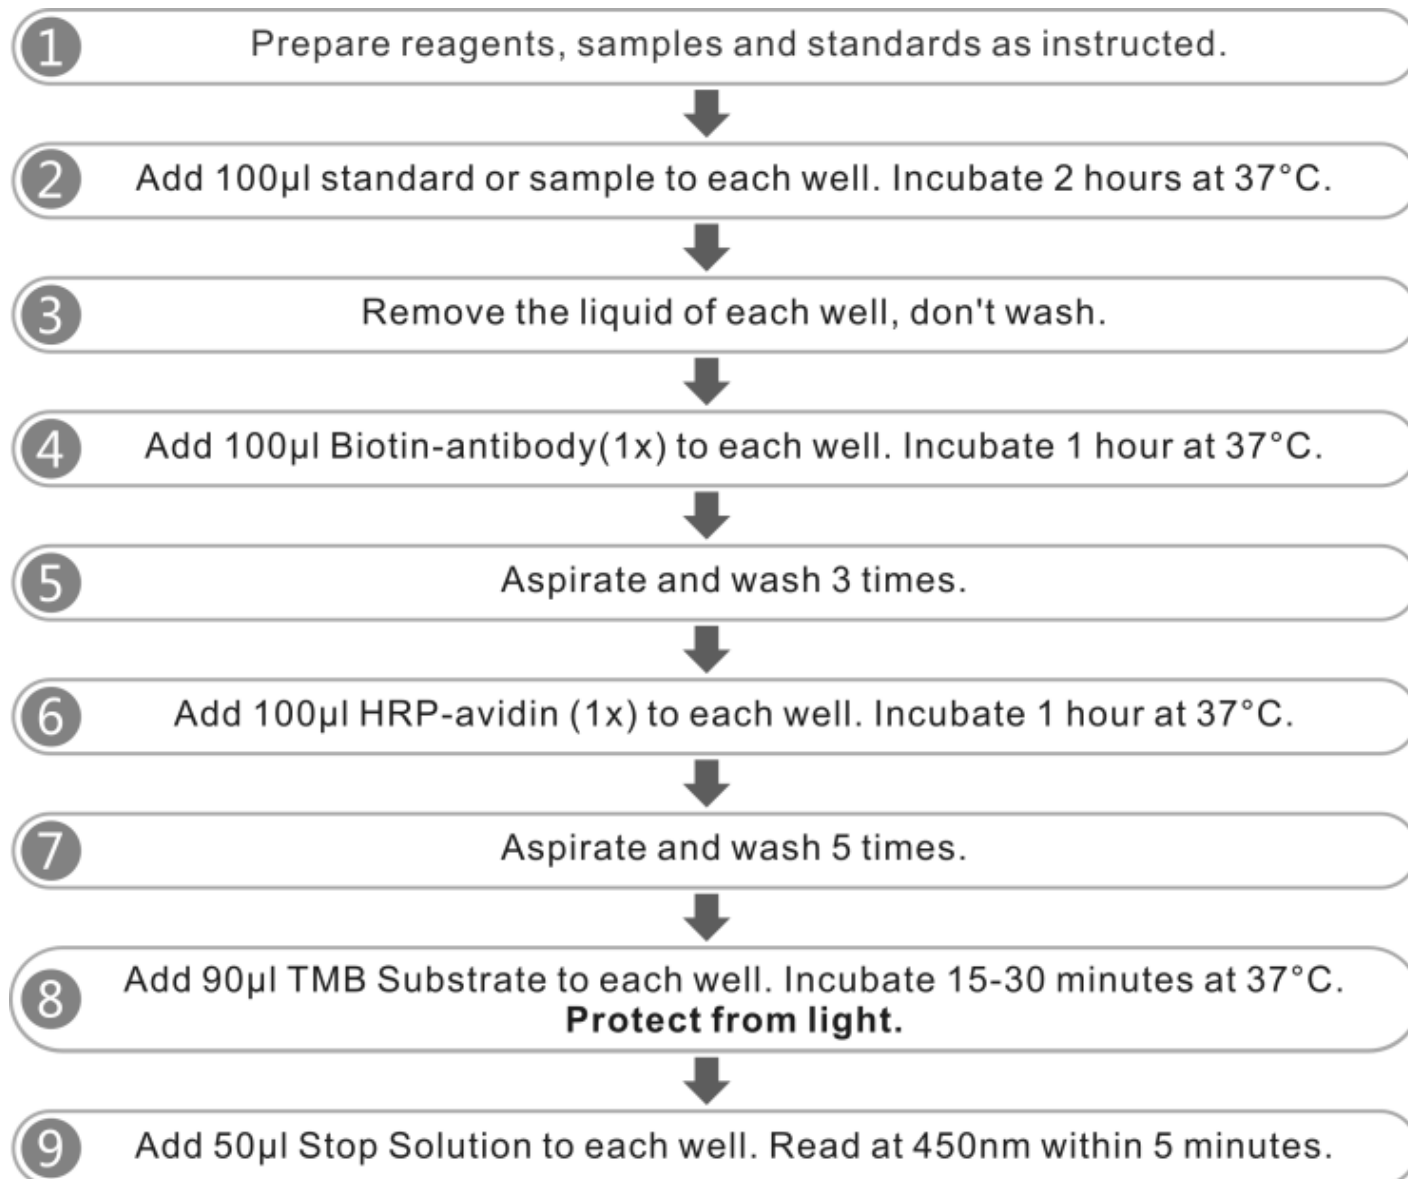 1 Prepare reagents, samples and standards as instructed.
2 Add 100µl standard or sample to each well. Incubate 2 hours at 37°C.
3 Remove the liquid of each well, don't wash.
4 Add 100µl Biotin-antibody(1x) to each well. Incubate 1 hour at 37°C.
5 Aspirate and wash 3 times.
6 Add 100µl HRP-avidin (1x) to each well. Incubate 1 hour at 37°C.
7 Aspirate and wash 5 times.
8 Add 90µl TMB Substrate to each well. Incubate 15-30 minutes at 37°C.
Protect from light.
9 Add 50µl Stop Solution to each well. Read at 450nm within 5 minutes.